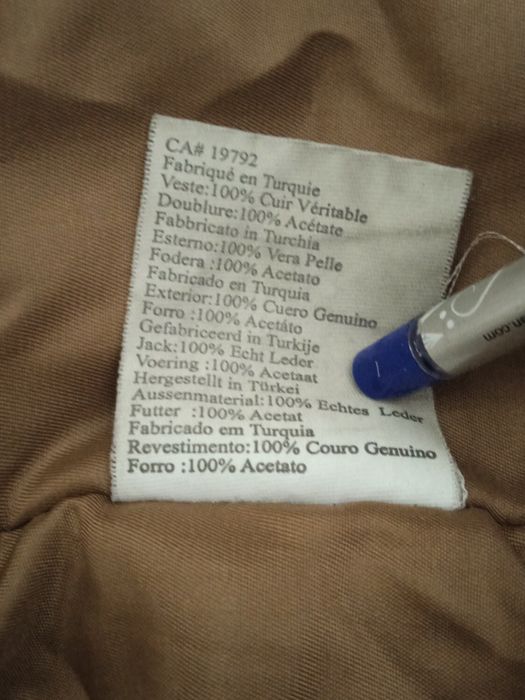 CA# 19792
Fabriqué en Turquie
Veste:100% Cuir Véritable
Doublure:100% Acétate
Fabbricato in Turchia
Esterno:100% Vera Pelle
Fodera :100% Acetato
Fabricado en Turquia
Exterior:100% Cuero Genuino
Forro :100% Acetáto
Gefabriceerd in Turkije
Jack:100% Echt Leder
Voering :100% Acetaat
Hergestellt in Türkei
Aussenmaterial:100% Echtes Leder
Futter :100% Acetat
Fabricado em Turquia
Revestimento:100% Couro Genuino
Forro :100% Acetato